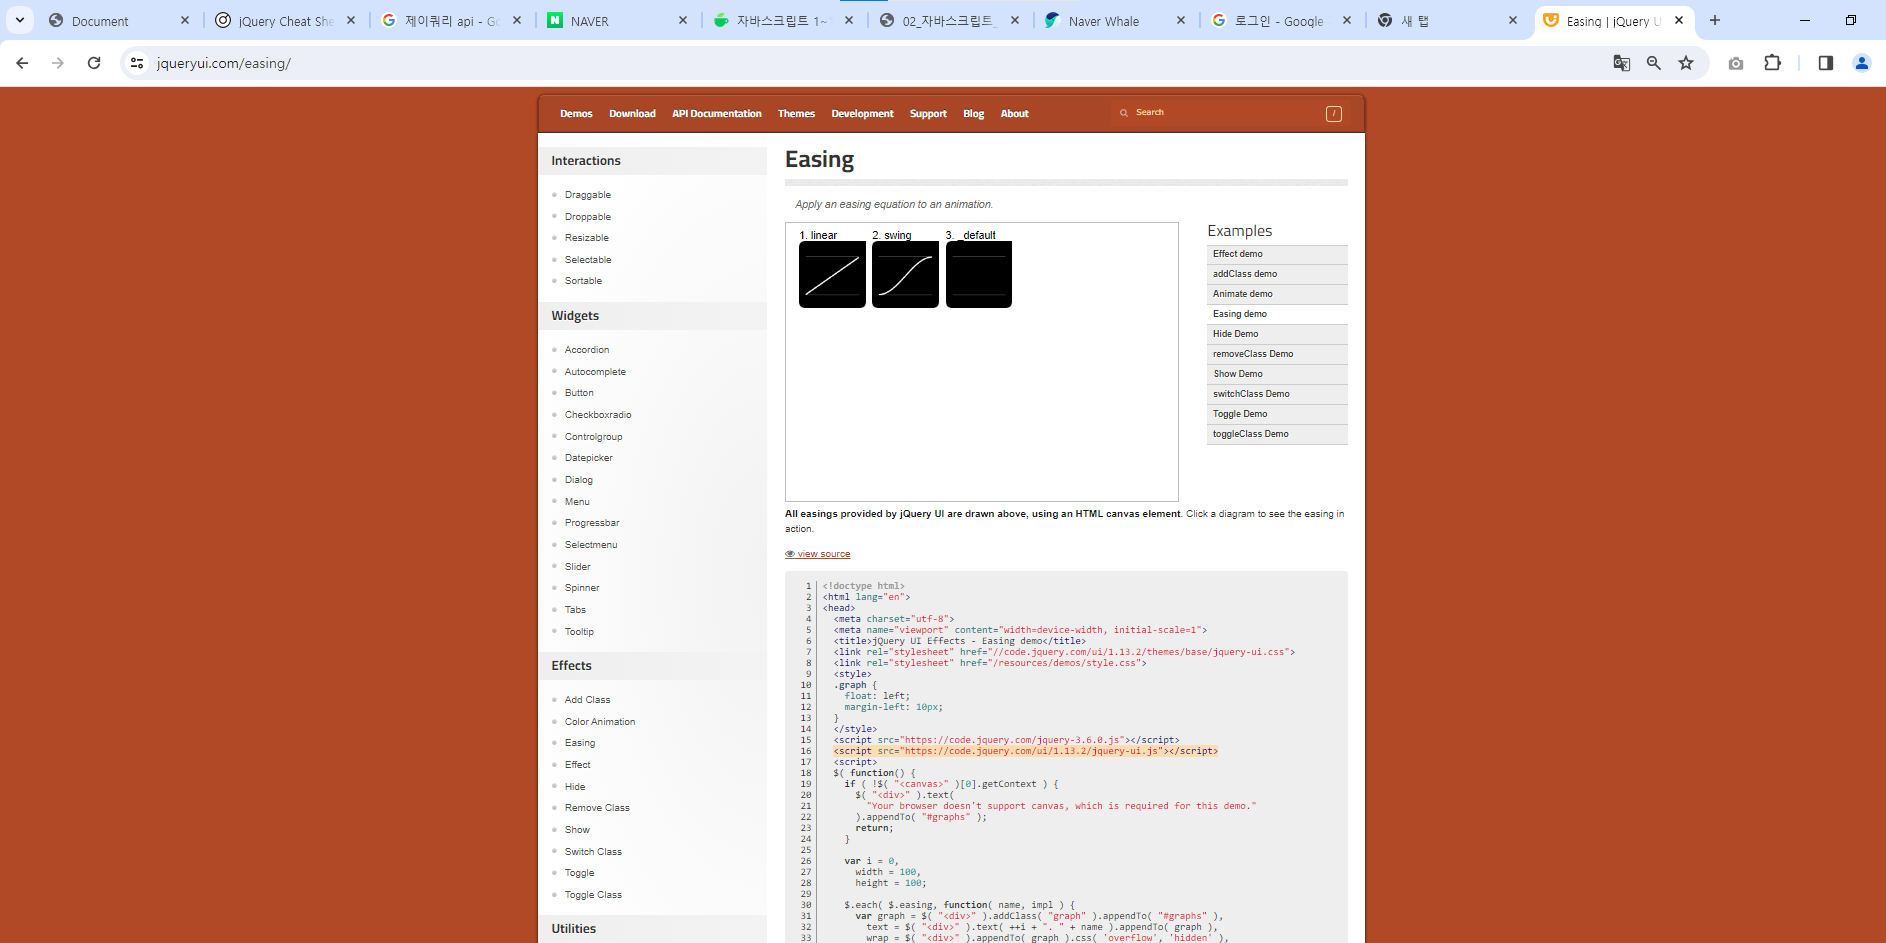 Document
jQuery Cheat She
제이쿼리 api - Go
NAVER
자바스크립트 1~
02_자바스크립트_
Naver Whale
로그인 - Google
새 탭
Easing | jQuery U
jqueryui.com/easing/
Demos Download API Documentation Themes Development Support Blog About Search /
Interactions
Draggable
Droppable
Resizable
Selectable
Sortable
Widgets
Accordion
Autocomplete
Button
Checkboxradio
Controlgroup
Datepicker
Dialog
Menu
Progressbar
Selectmenu
Slider
Spinner
Tabs
Tooltip
Effects
Add Class
Color Animation
Easing
Effect
Hide
Remove Class
Show
Switch Class
Toggle
Toggle Class
Utilities
Easing
Apply an easing equation to an animation.
1. linear 2. swing 3. _default
Examples
Effect demo
addClass demo
Animate demo
Easing demo
Hide Demo
removeClass Demo
Show Demo
switchClass Demo
Toggle Demo
toggleClass Demo
All easings provided by jQuery UI are drawn above, using an HTML canvas element. Click a diagram to see the easing in
action.
view source
1 <!doctype html>
2 <html lang="en">
3 <head>
4 <meta charset="utf-8">
5 <meta name="viewport" content="width=device-width, initial-scale=1">
6 <title>jQuery UI Effects - Easing demo</title>
7 <link rel="stylesheet" href="//code.jquery.com/ui/1.13.2/themes/base/jquery-ui.css">
8 <link rel="stylesheet" href="/resources/demos/style.css">
9 <style>
10 .graph {
11 float: left;
12 margin-left: 10px;
13 }
14 </style>
15 <script src="https://code.jquery.com/jquery-3.6.0.js"></script>
16 <script src="https://code.jquery.com/ui/1.13.2/jquery-ui.js"></script>
17 <script>
18 $( function() {
19 if ( !$( "<canvas>" )[0].getContext ) {
20 $( "<div>" ).text(
21 "Your browser doesn't support canvas, which is required for this demo."
22 ).appendTo( "#graphs" );
23 return;
24 }
25
26 var i = 0,
27 width = 100,
28 height = 100;
29
30 $.each( $.easing, function( name, impl ) {
31 var graph = $( "<div>" ).addClass( "graph" ).appendTo( "#graphs" ),
32 text = $( "<div>" ).text( ++i + ". " + name ).appendTo( graph ),
33 wrap = $( "<div>" ).appendTo( graph ).css( 'overflow', 'hidden' ),